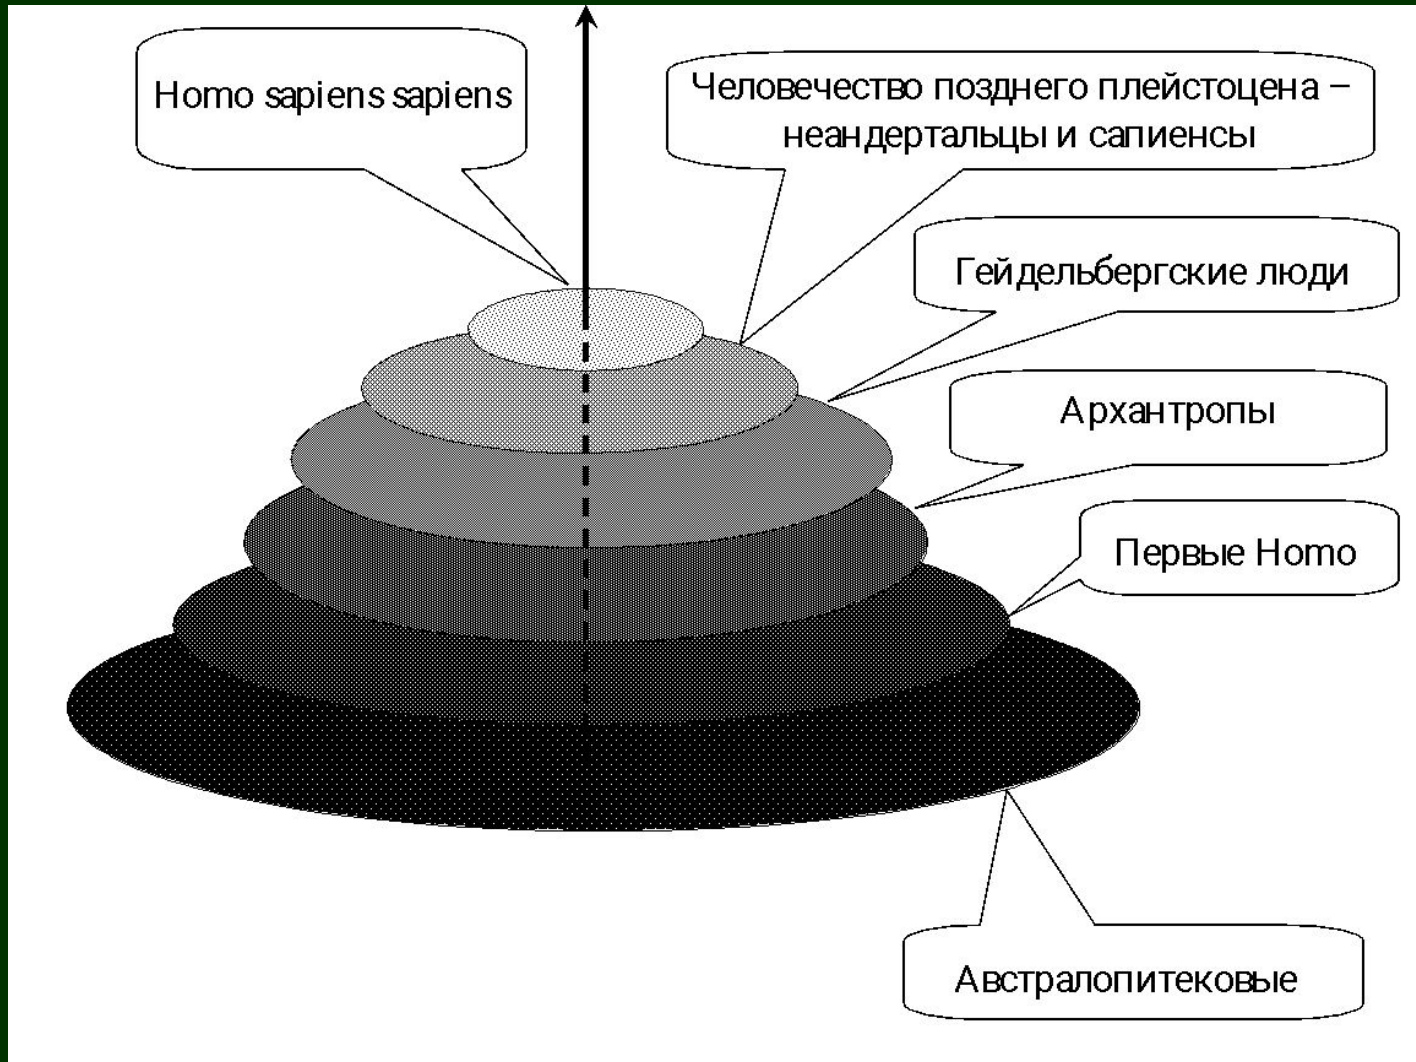 Homo sapiens sapiens
Человечество позднего плейстоцена –
неандертальцы и сапиенсы
Гейдельбергские люди
Архантропы
Первые Homo
Австралопитековые